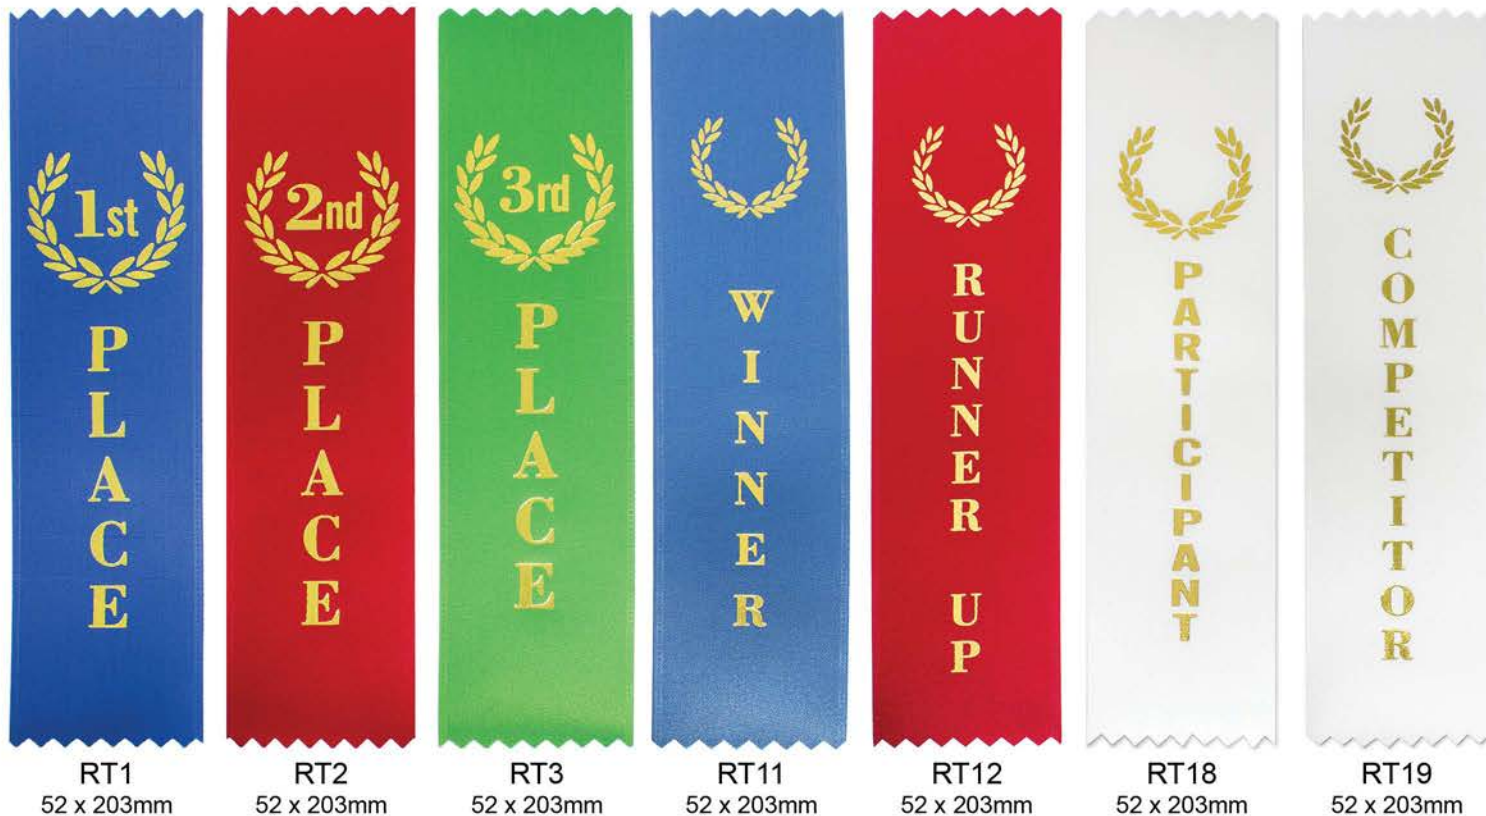 1st
PLACE
RT1
52 x 203mm
2nd
PLACE
RT2
52 x 203mm
3rd
PLACE
RT3
52 x 203mm
WINNER
RT11
52 x 203mm
RUNNER UP
RT12
52 x 203mm
PARTICIPANT
RT18
52 x 203mm
COMPETITOR
RT19
52 x 203mm